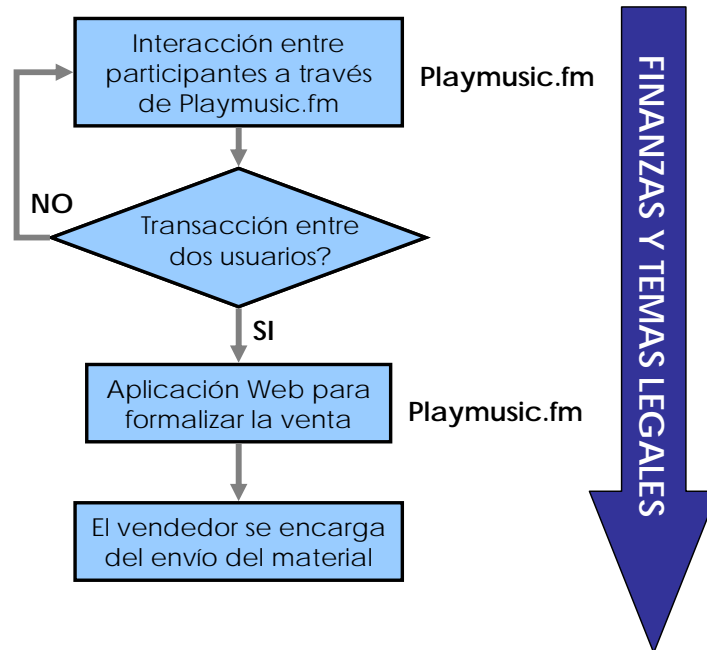 Interacción entre
participantes a través
de Playmusic.fm
Playmusic.fm
NO
Transacción entre
dos usuarios?
SI
Aplicación Web para
formalizar la venta
Playmusic.fm
El vendedor se encarga
del envío del material
FINANZAS Y TEMAS LEGALES